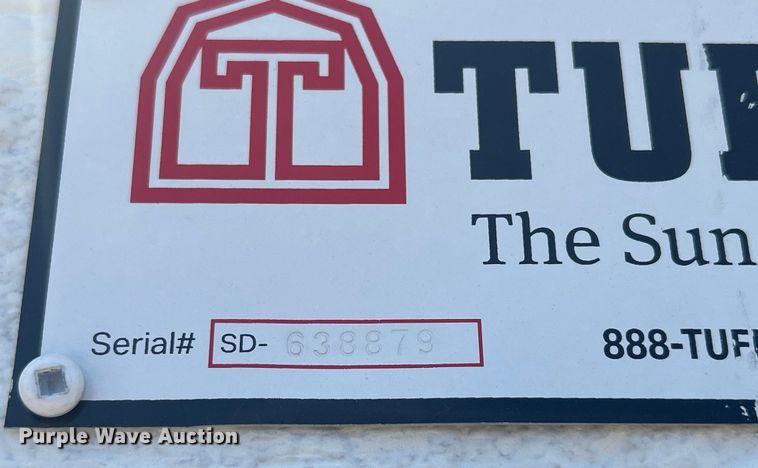 T TUF
The Sun
Serial# SD- 638879
888-TUF
Purple Wave Auction